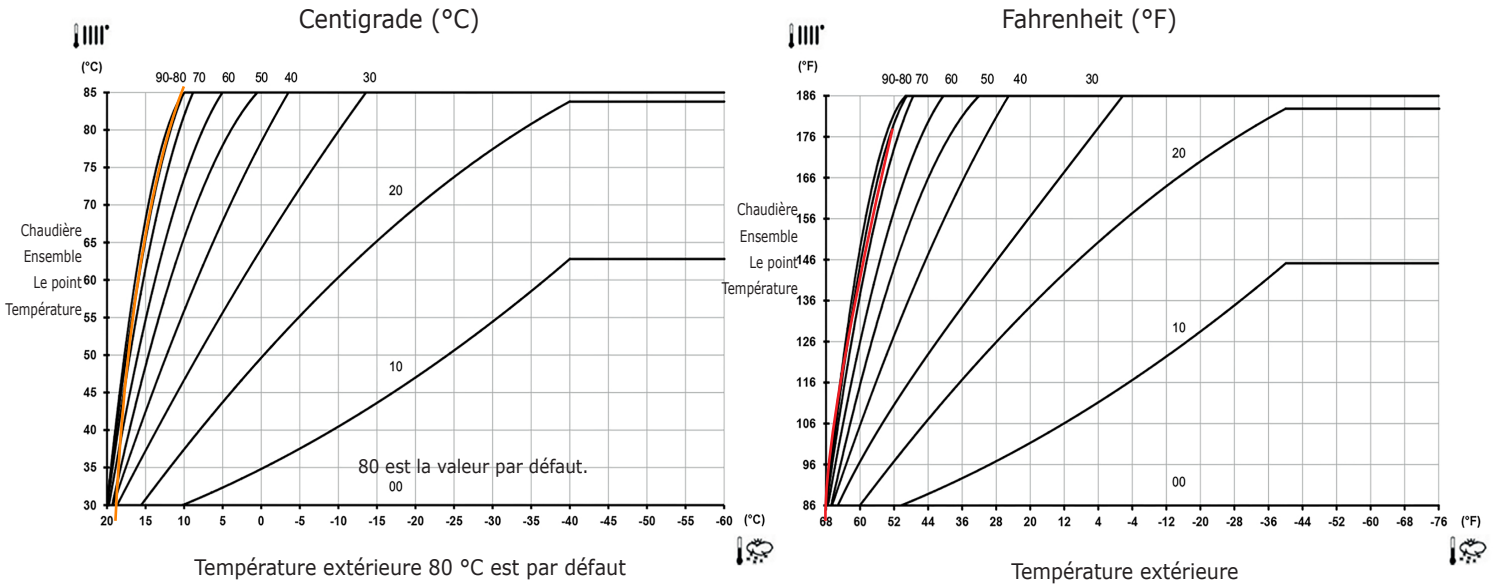 Centigrade (°C)
(°C)
90-80 70 60 50 40 30
85
80
75
70
65
60
55
50
45
40
35
30
Chaudière
Ensemble
Le point
Température
20
10
80 est la valeur par défaut.
00
20 15 10 5 0 -5 -10 -15 -20 -25 -30 -35 -40 -45 -50 -55 -60 (°C)
Température extérieure 80 °C est par défaut
Fahrenheit (°F)
(°F)
90-80 70 60 50 40 30
186
176
166
156
146
136
126
116
106
96
86
Chaudière
Ensemble
Le point
Température
20
10
00
68 60 52 44 36 28 20 12 4 -4 -12 -20 -28 -36 -44 -52 -60 -68 -76 (°F)
Température extérieure